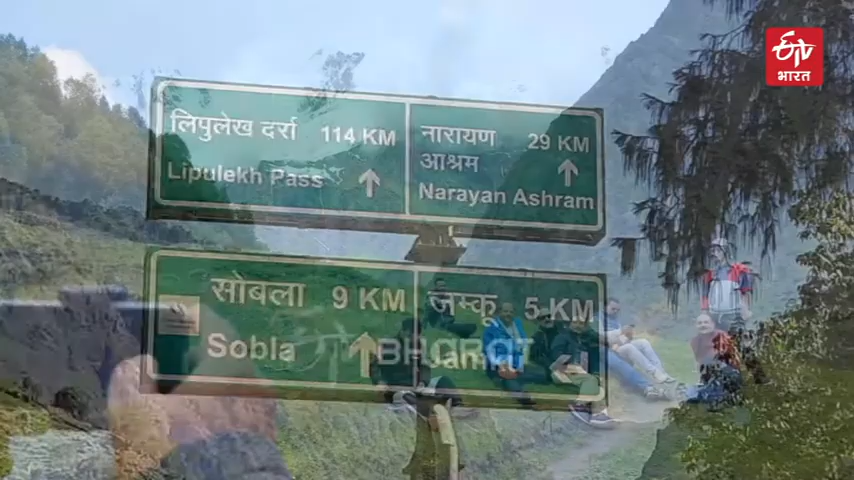 ETV
भारत
लिपुलेख दर्रा 114 KM
Lipulekh Pass
नारायण 29 KM
आश्रम
Narayan Ashram
सोबला 9 KM
Sobla
जम्कू 5 KM
BHARAT